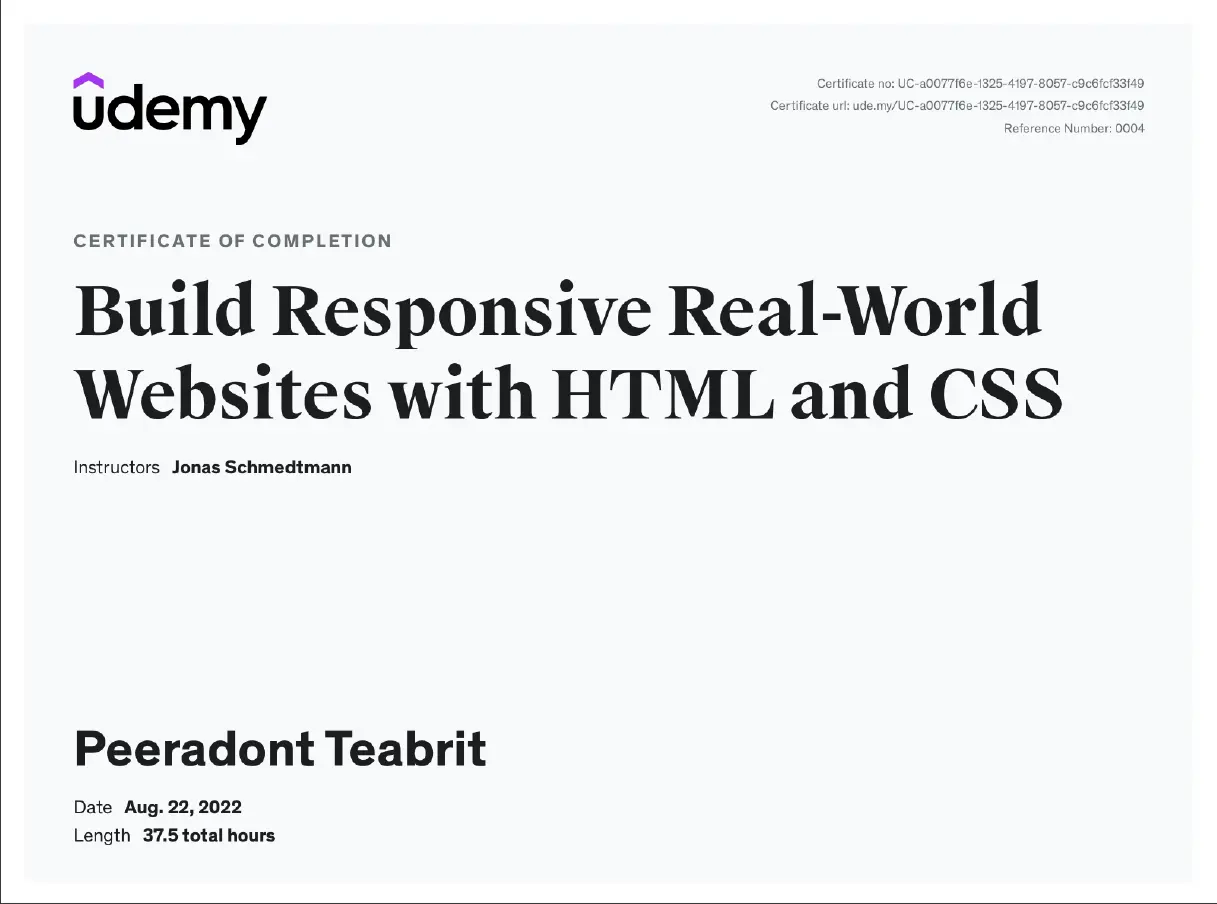 udemy
Certificate no: UC-a0077f6e-1325-4197-8057-c9c6fcf33f49
Certificate url: ude.my/UC-a0077f6e-1325-4197-8057-c9c6fcf33f49
Reference Number: 0004
CERTIFICATE OF COMPLETION
Build Responsive Real-World
Websites with HTML and CSS
Instructors Jonas Schmedtmann
Peeradont Teabrit
Date Aug. 22, 2022
Length 37.5 total hours